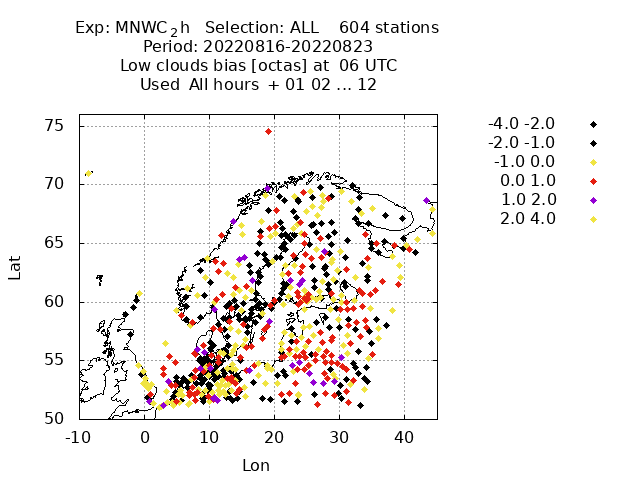 Exp: MNWC_2h   Selection: ALL    604 stations
Period: 20220816-20220823
Low clouds bias [octas] at  06 UTC
Used  All hours  + 01 02 ... 12
75
70
65
60
55
50
-10 0 10 20 30 40
Lat
Lon
-4.0 -2.0
-2.0 -1.0
-1.0 0.0
0.0 1.0
1.0 2.0
2.0 4.0